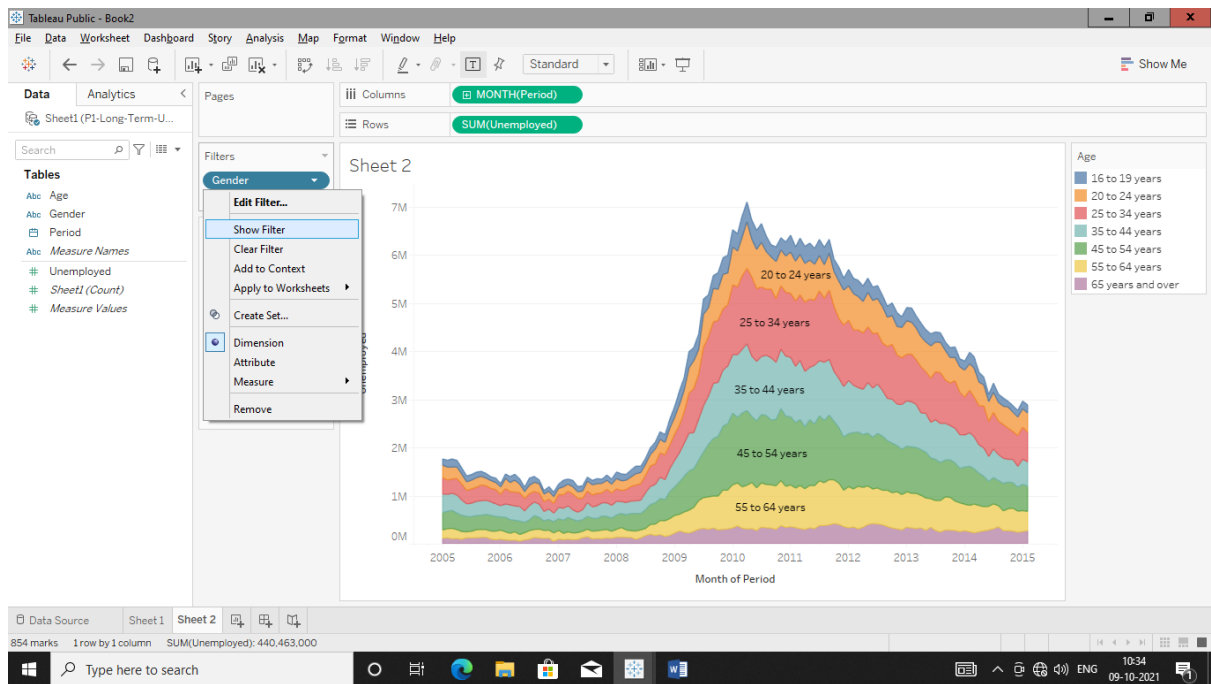 Tableau Public - Book2
File Data Worksheet Dashboard Story Analysis Map Format Window Help
Standard
Show Me
Data Analytics
Pages
iii Columns
MONTH(Period)
Sheet1 (P1-Long-Term-U...
Rows
SUM(Unemployed)
Search
Filters
Gender
Sheet 2
Tables
Abc Age
Abc Gender
Period
Abc Measure Names
# Unemployed
# Sheet1 (Count)
# Measure Values
Edit Filter...
Show Filter
Clear Filter
Add to Context
Apply to Worksheets
Create Set...
Dimension
Attribute
Measure
Remove
7M
6M
5M
4M
3M
2M
1M
0M
20 to 24 years
25 to 34 years
35 to 44 years
45 to 54 years
55 to 64 years
2005 2006 2007 2008 2009 2010 2011 2012 2013 2014 2015
Month of Period
Age
16 to 19 years
20 to 24 years
25 to 34 years
35 to 44 years
45 to 54 years
55 to 64 years
65 years and over
Data Source Sheet 1 Sheet 2
854 marks 1 row by 1 column SUM(Unemployed): 440,463,000
Type here to search
ENG
10:34
09-10-2021
1